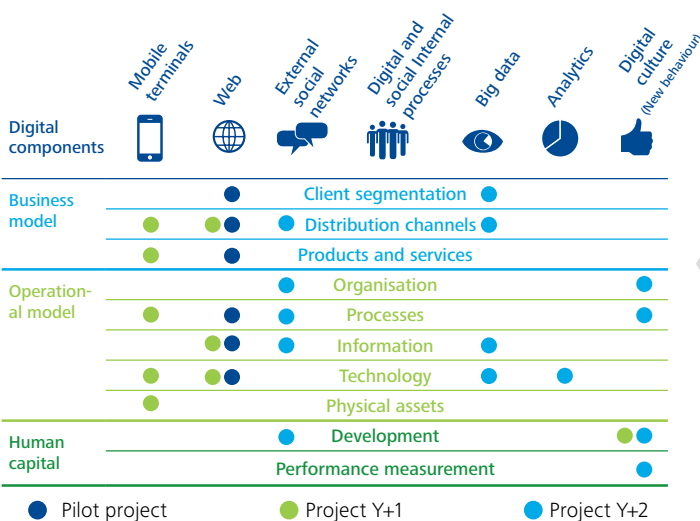 Mobile
terminals
Web
External
social
networks
Digital and
social Internal
processes
Big data
Analytics
Digital
culture
(New behaviour)
Digital
components
Business
model
Client segmentation
Distribution channels
Products and services
Operation-
al model
Organisation
Processes
Information
Technology
Physical assets
Human
capital
Development
Performance measurement
Pilot project
Project Y+1
Project Y+2